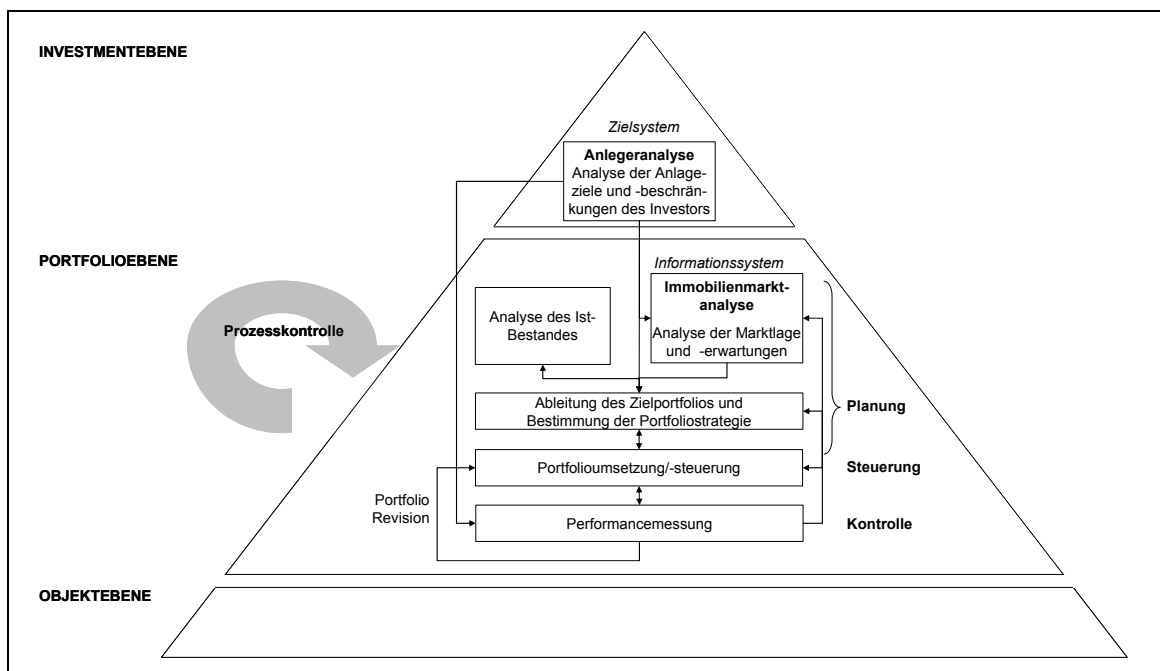 INVESTMENTEBENE
Zielsystem
Anlegeranalyse
Analyse der Anlage-
ziele und -beschrän-
kungen des Investors
PORTFOLIOEBENE
Informationssystem
Immobilienmarkt-
analyse
Analyse der Marktlage
und -erwartungen
Analyse des Ist-
Bestandes
Prozesskontrolle
Ableitung des Zielportfolios und
Bestimmung der Portfoliostrategie
Planung
Portfolioumsetzung/-steuerung
Steuerung
Portfolio
Revision
Performancemessung
Kontrolle
OBJEKTEBENE